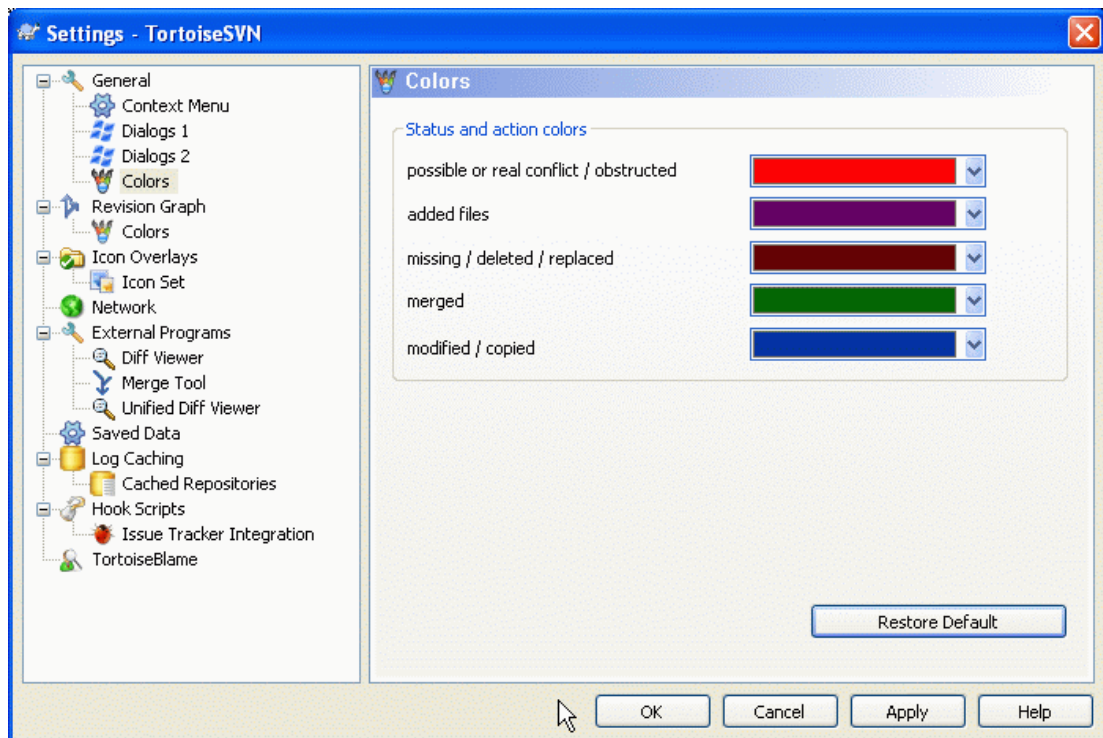 Settings - TortoiseSVN
General
Context Menu
Dialogs 1
Dialogs 2
Colors
Revision Graph
Colors
Icon Overlays
Icon Set
Network
External Programs
Diff Viewer
Merge Tool
Unified Diff Viewer
Saved Data
Log Caching
Cached Repositories
Hook Scripts
Issue Tracker Integration
TortoiseBlame
Colors
Status and action colors
possible or real conflict / obstructed
added files
missing / deleted / replaced
merged
modified / copied
Restore Default
OK
Cancel
Apply
Help